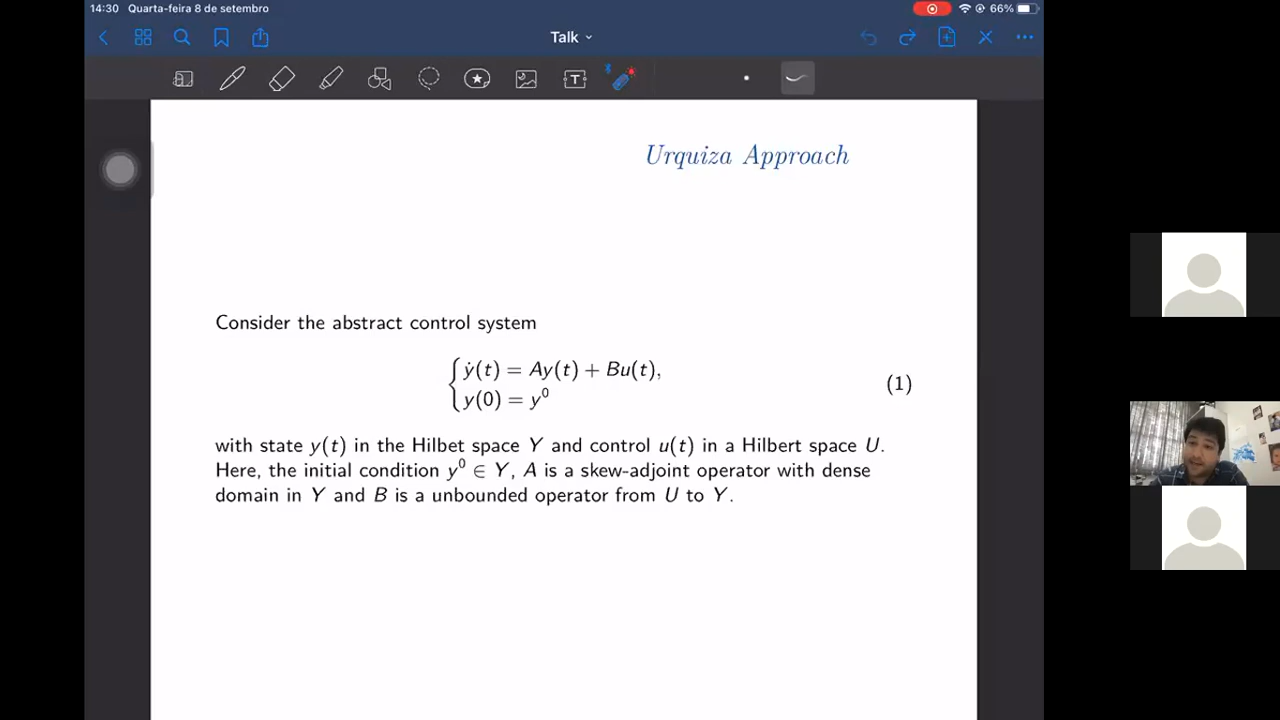 14:30 Quarta-feira 8 de setembro
66%
Talk
T
Urquiza Approach
Consider the abstract control system
ẏ(t) = Ay(t) + Bu(t),
y(0) = y⁰
(1)
with state y(t) in the Hilbet space Y and control u(t) in a Hilbert space U.
Here, the initial condition y⁰ ∈ Y, A is a skew-adjoint operator with dense
domain in Y and B is a unbounded operator from U to Y.